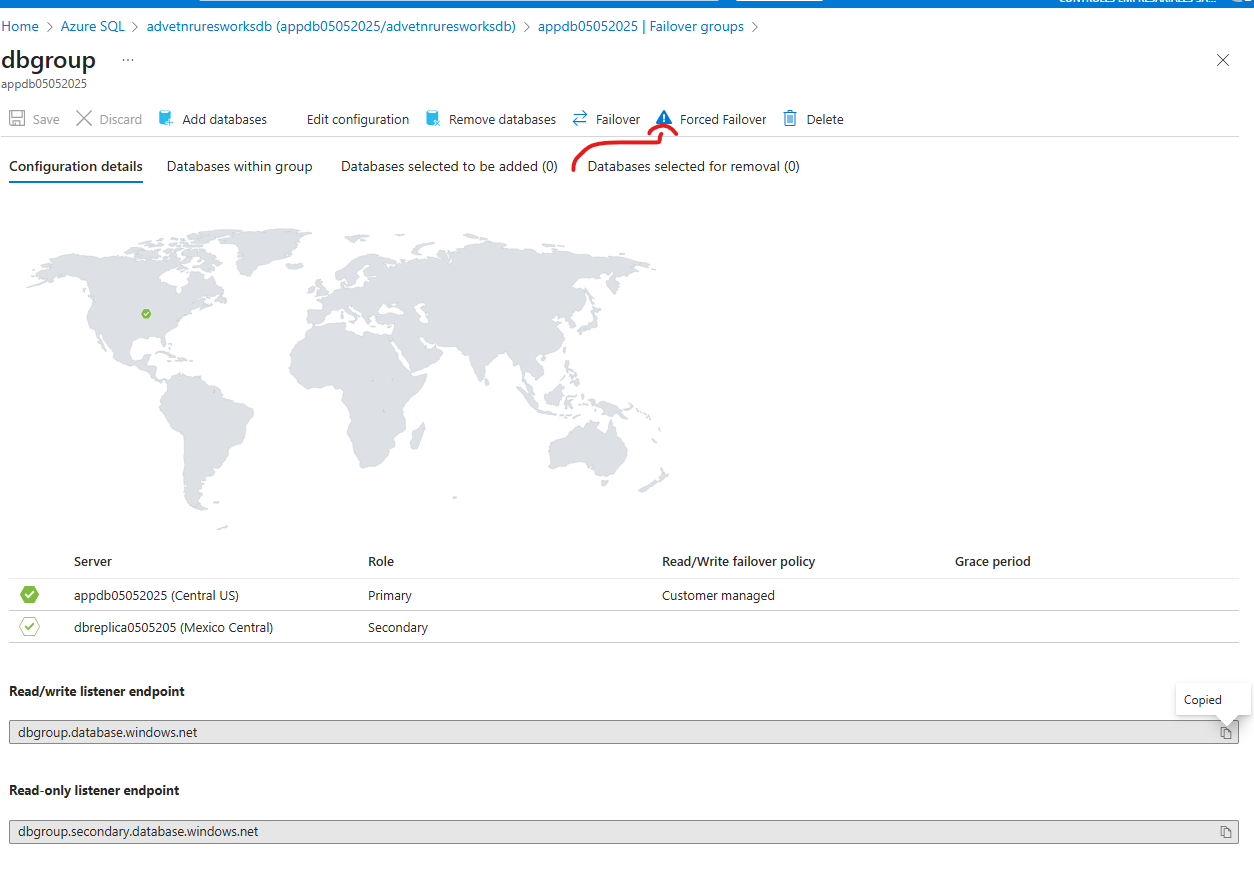 Home > Azure SQL > advetnruresworksdb (appdb05052025/advetnruresworksdb) > appdb05052025 | Failover groups >
dbgroup ...
appdb05052025
Save Discard Add databases Edit configuration Remove databases Failover Forced Failover Delete
Configuration details Databases within group Databases selected to be added (0) Databases selected for removal (0)
Server Role Read/Write failover policy Grace period
appdb05052025 (Central US) Primary Customer managed
dbreplica0505205 (Mexico Central) Secondary
Read/write listener endpoint
Copied
dbgroup.database.windows.net
Read-only listener endpoint
dbgroup.secondary.database.windows.net